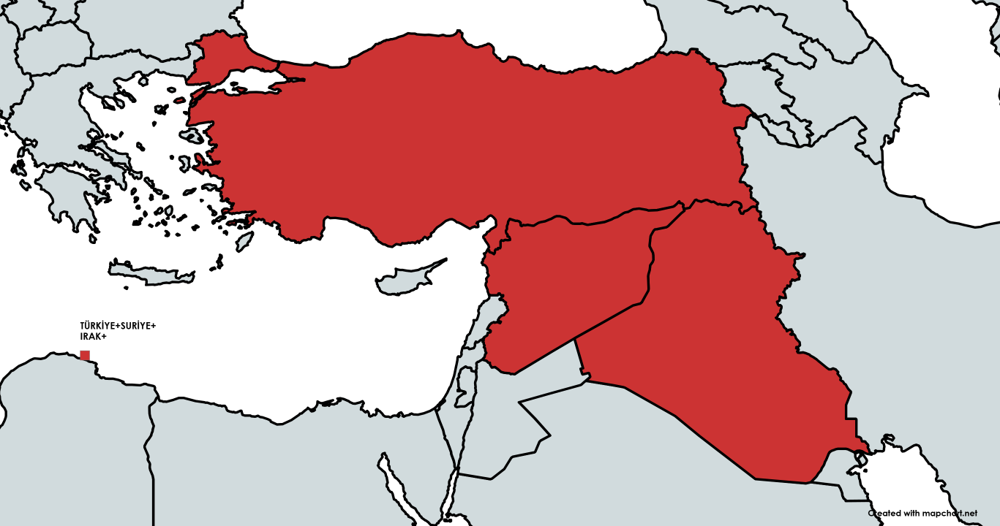 TÜRKİYE+SURİYE+
IRAK+
Created with mapchart.net